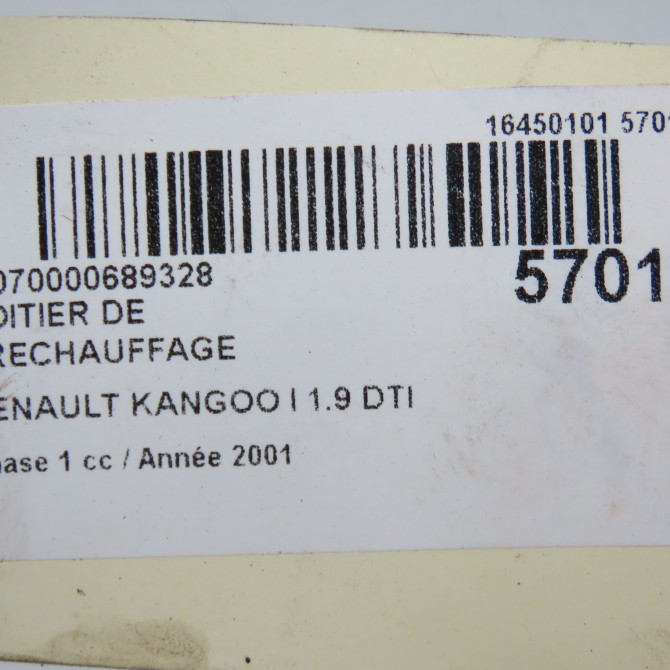 16450101 5701
070000689328
5701
OITIER DE
RECHAUFFAGE
ENAULT KANGOO I 1.9 DTI
hase 1 cc / Année 2001